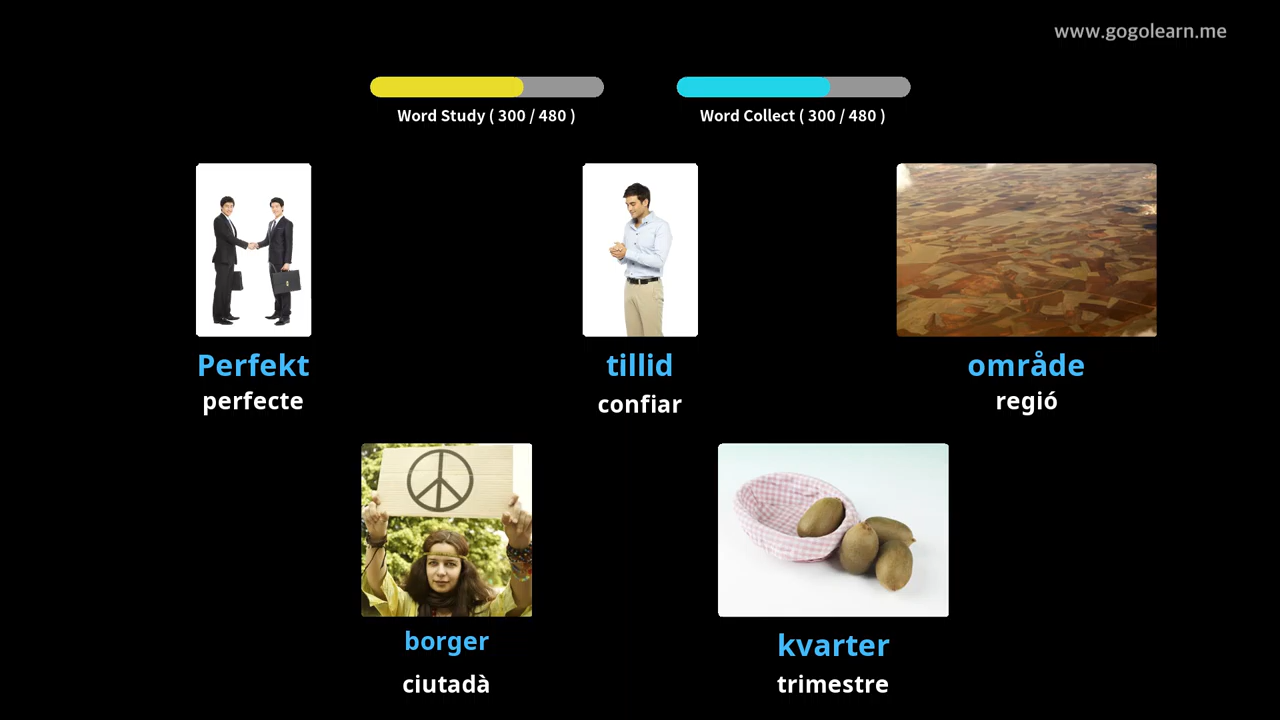 www.gogolearn.me
Word Study ( 300 / 480 )
Word Collect ( 300 / 480 )
Perfekt
perfecte
tillid
confiar
område
regió
borger
ciutadà
kvarter
trimestre